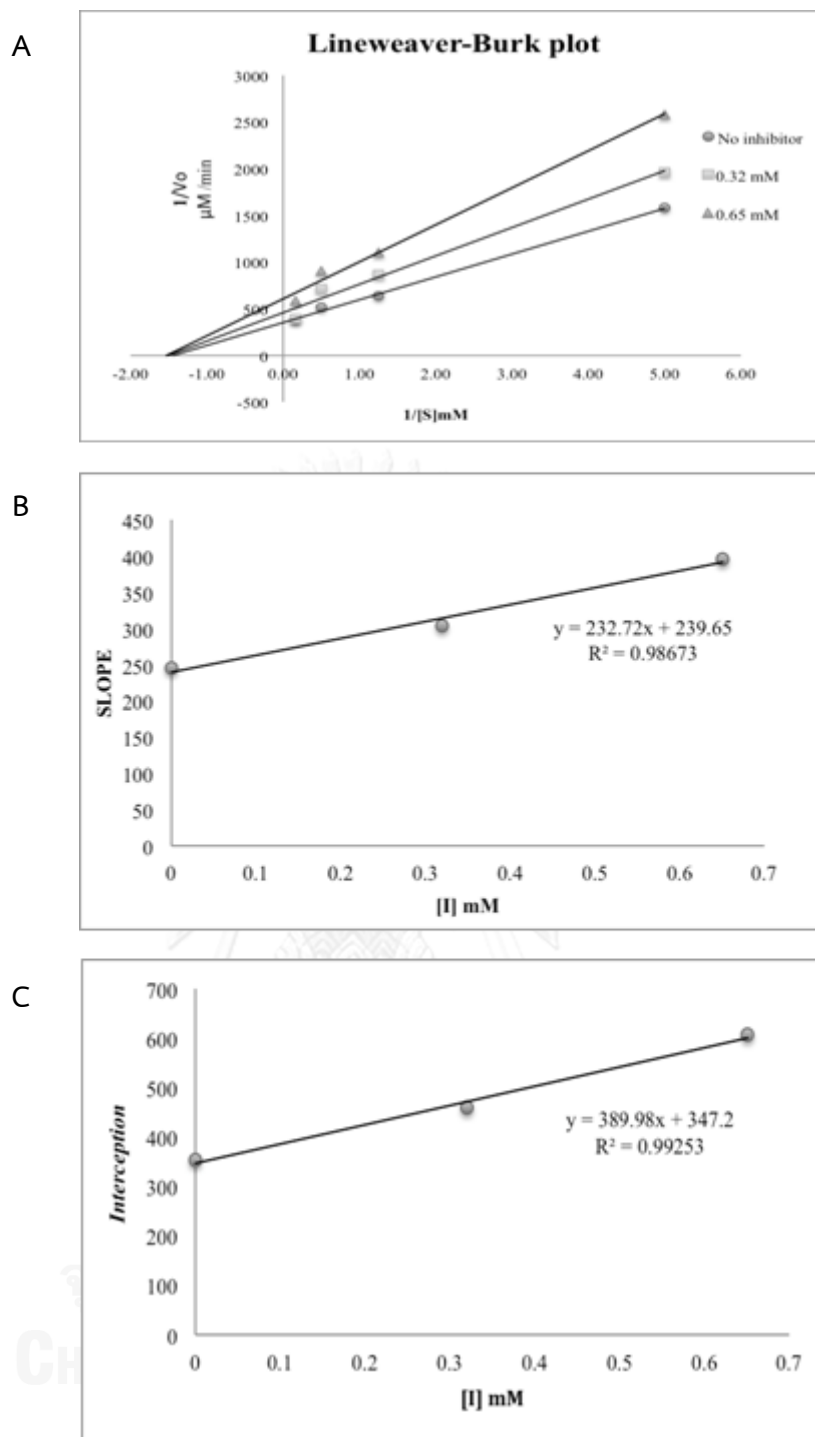 A
Lineweaver-Burk plot
3000
2500
2000
1500
1000
500
0
-500
1/Vo
µM /min
-2.00 -1.00 0.00 1.00 2.00 3.00 4.00 5.00 6.00
1/[S]mM
No inhibitor
0.32 mM
0.65 mM
B
450
400
350
300
250
200
150
100
50
0
SLOPE
y = 232.72x + 239.65
R² = 0.98673
0 0.1 0.2 0.3 0.4 0.5 0.6 0.7
[I] mM
C
700
600
500
400
300
200
100
0
Interception
y = 389.98x + 347.2
R² = 0.99253
0 0.1 0.2 0.3 0.4 0.5 0.6 0.7
[I] mM